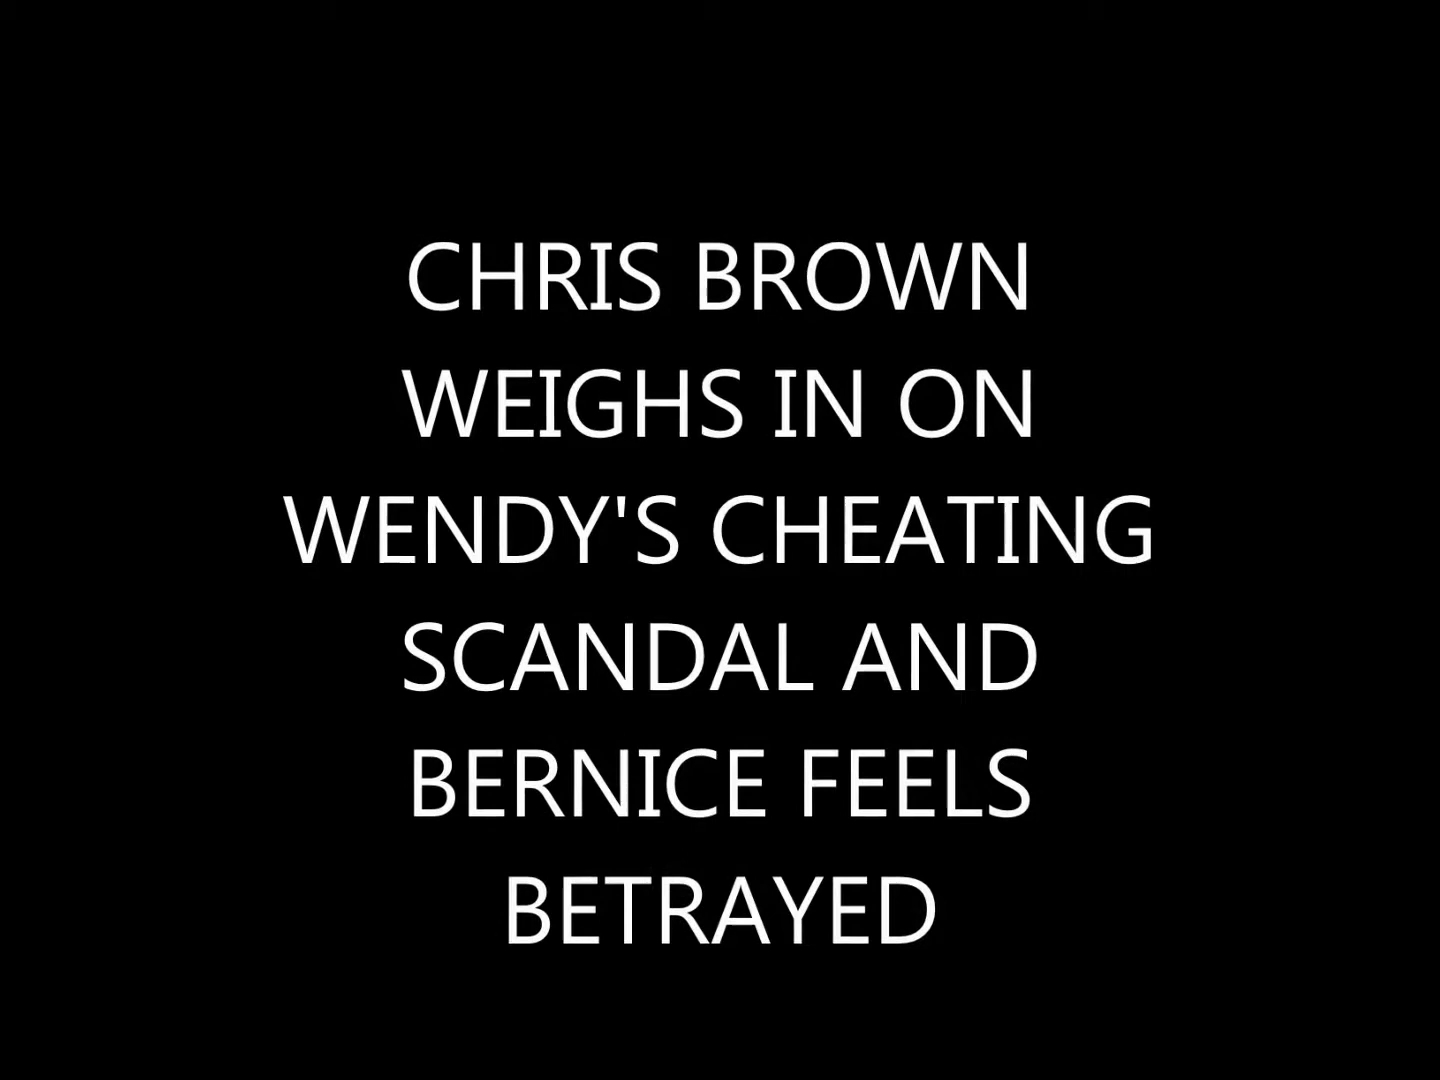 CHRIS BROWN
WEIGHS IN ON
WENDY'S CHEATING
SCANDAL AND
BERNICE FEELS
BETRAYED